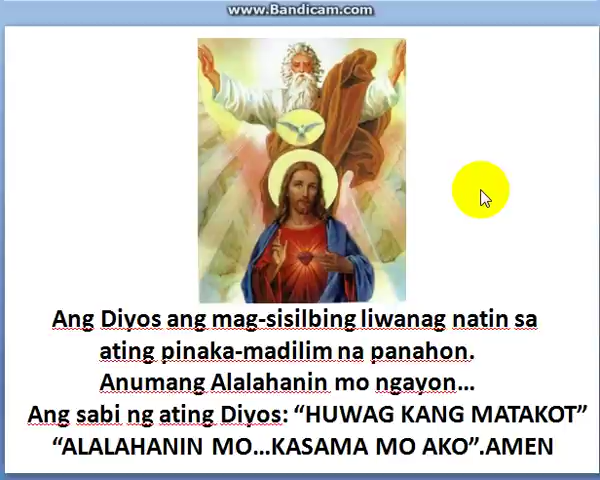 www.Bandicam.com
Ang Diyos ang mag-sisilbing liwanag natin sa
ating pinaka-madilim na panahon.
Anumang Alalahanin mo ngayon...
Ang sabi ng ating Diyos: “HUWAG KANG MATAKOT”
“ALALAHANIN MO...KASAMA MO AKO”.AMEN